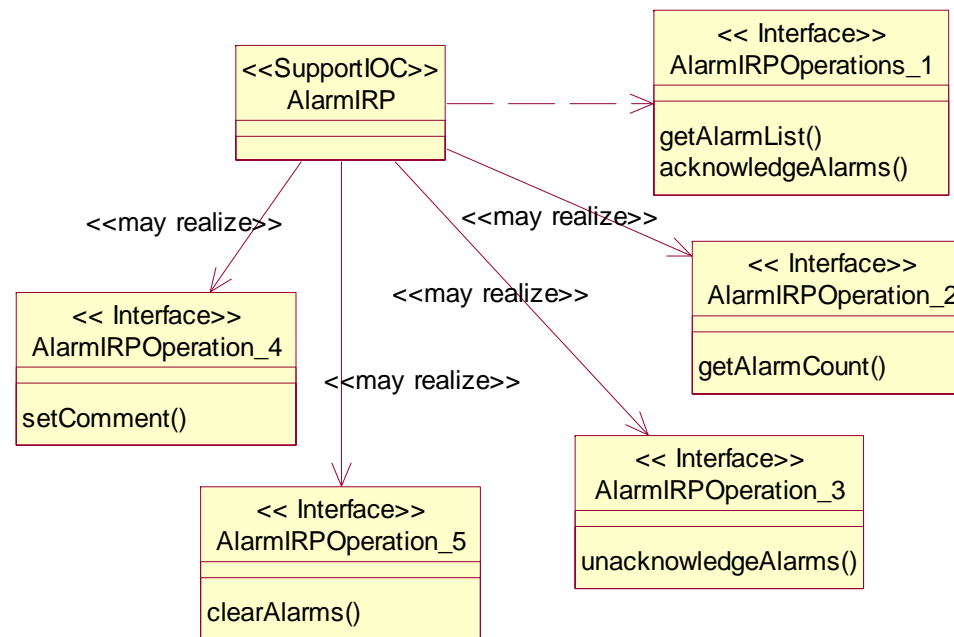 <<SupportIOC>>
AlarmIRP
<< Interface>>
AlarmIRPOperations_1
getAlarmList()
acknowledgeAlarms()
<<may realize>>
<<may realize>>
<<may realize>>
<<may realize>>
<< Interface>>
AlarmIRPOperation_2
getAlarmCount()
<< Interface>>
AlarmIRPOperation_4
setComment()
<< Interface>>
AlarmIRPOperation_3
unacknowledgeAlarms()
<< Interface>>
AlarmIRPOperation_5
clearAlarms()